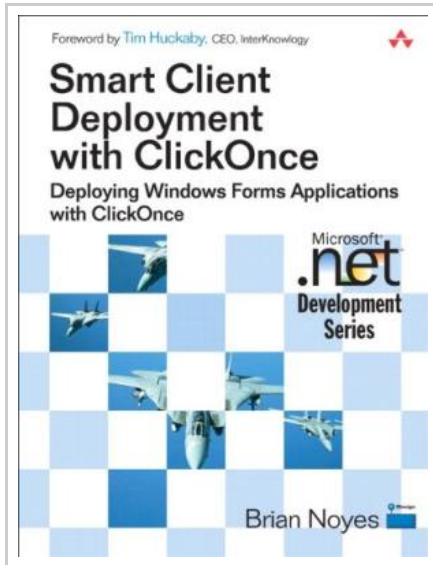 Foreword by Tim Huckaby, CEO, InterKnowlogy
Smart Client
Deployment
with ClickOnce
Deploying Windows Forms Applications
with ClickOnce
Microsoft
.net
Development
Series
Brian Noyes